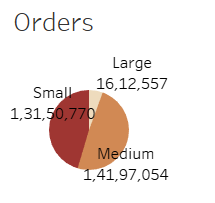 Orders
Large
16,12,557
Small
1,31,50,770
Medium
1,41,97,054